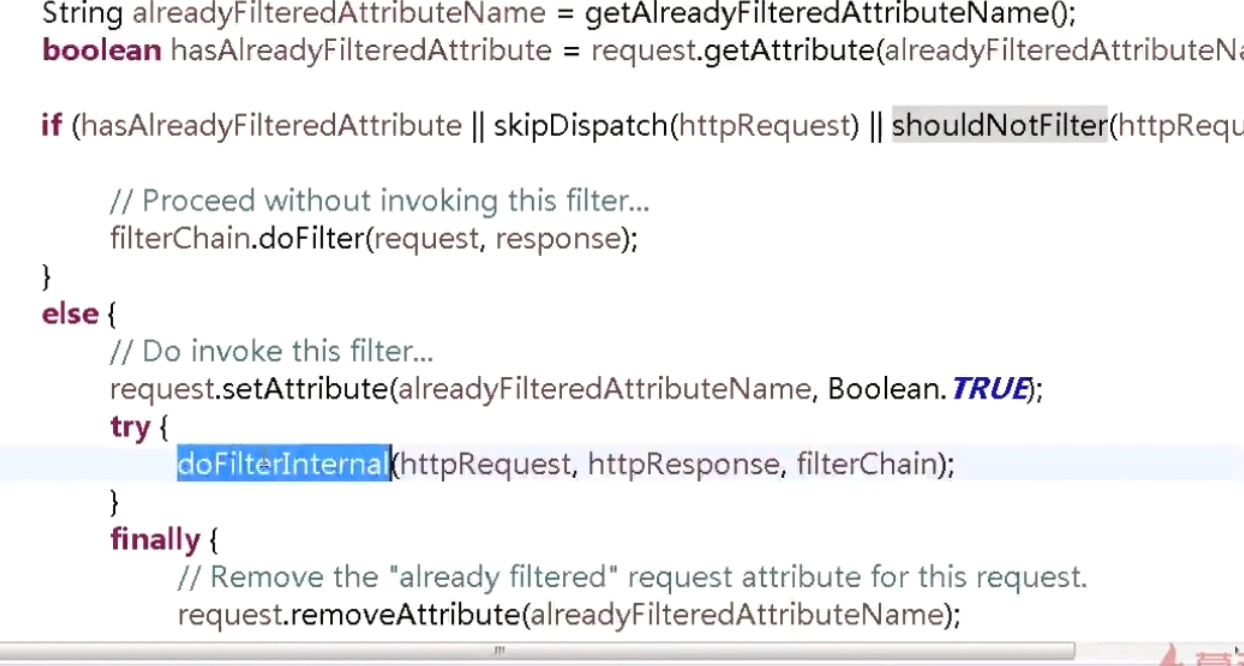 String alreadyFilteredAttributeName = getAlreadyFilteredAttributeName();
boolean hasAlreadyFilteredAttribute = request.getAttribute(alreadyFilteredAttributeNa
if (hasAlreadyFilteredAttribute || skipDispatch(httpRequest) || shouldNotFilter(httpRequ
// Proceed without invoking this filter...
filterChain.doFilter(request, response);
}
else {
// Do invoke this filter...
request.setAttribute(alreadyFilteredAttributeName, Boolean.TRUE);
try {
doFilterInternal(httpRequest, httpResponse, filterChain);
}
finally {
// Remove the "already filtered" request attribute for this request.
request.removeAttribute(alreadyFilteredAttributeName);